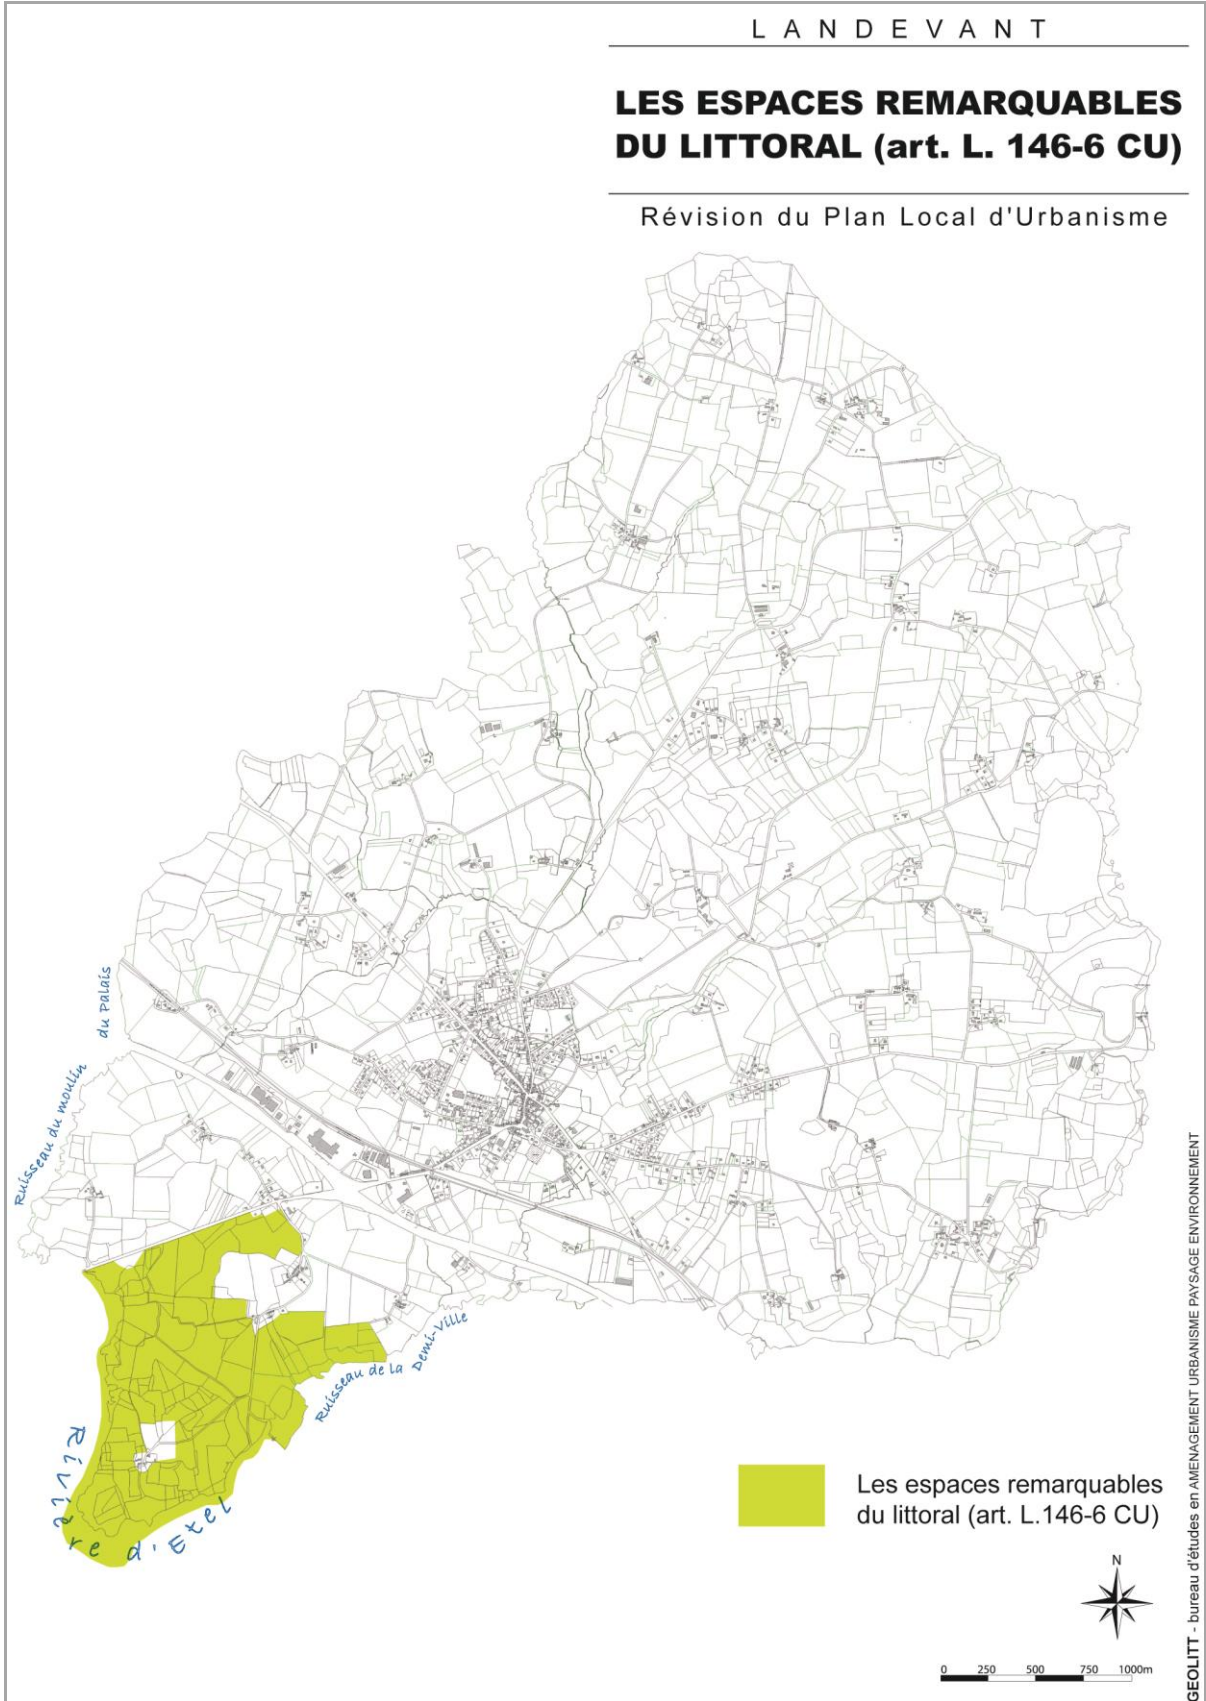 LANDEVANT
LES ESPACES REMARQUABLES
DU LITTORAL (art. L. 146-6 CU)
Révision du Plan Local d'Urbanisme
Ruisseau du moulin du Palais
Ruisseau de la Demi-Ville
Rivière d'Etel
Les espaces remarquables
du littoral (art. L.146-6 CU)
N
0 250 500 750 1000m
GEOLITT - bureau d'études en AMENAGEMENT URBANISME PAYSAGE ENVIRONNEMENT